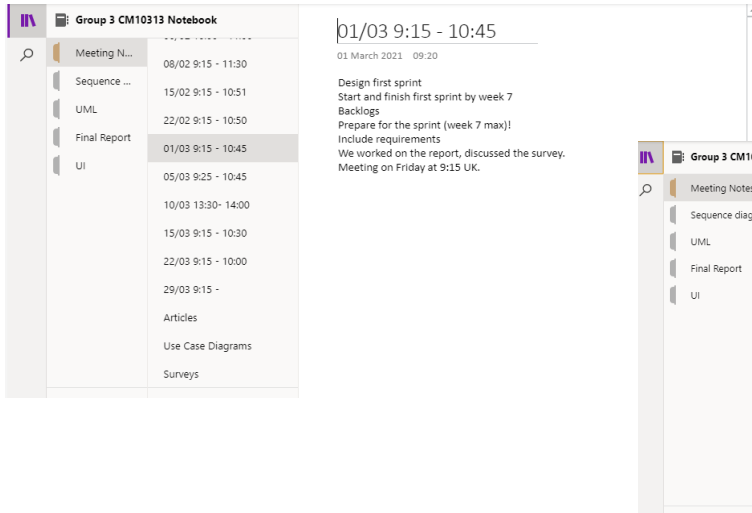 Group 3 CM10313 Notebook
Meeting N...
Sequence ...
UML
Final Report
UI
08/02 9:15 - 11:30
15/02 9:15 - 10:51
22/02 9:15 - 10:50
01/03 9:15 - 10:45
05/03 9:25 - 10:45
10/03 13:30- 14:00
15/03 9:15 - 10:30
22/03 9:15 - 10:00
29/03 9:15 -
Articles
Use Case Diagrams
Surveys
01/03 9:15 - 10:45
01 March 2021 09:20
Design first sprint
Start and finish first sprint by week 7
Backlogs
Prepare for the sprint (week 7 max)!
Include requirements
We worked on the report, discussed the survey.
Meeting on Friday at 9:15 UK.
Group 3 CM1
Meeting Notes
Sequence diag
UML
Final Report
UI